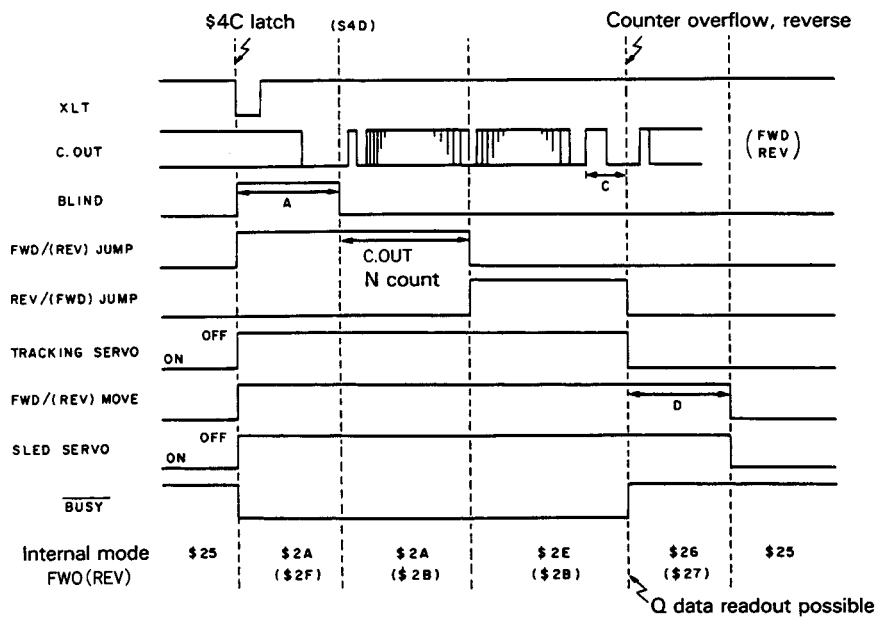 $4C latch
($4D)
Counter overflow, reverse
XLT
C.OUT
(FWD
REV)
C
BLIND
A
FWD/(REV) JUMP
C.OUT
N count
REV/(FWD) JUMP
OFF
TRACKING SERVO
ON
FWD/(REV) MOVE
D
OFF
SLED SERVO
ON
BUSY
Internal mode $25 $2A $2A $2E $26 $25
FWO(REV) ($2F) ($2B) ($2B) ($27)
Q data readout possible